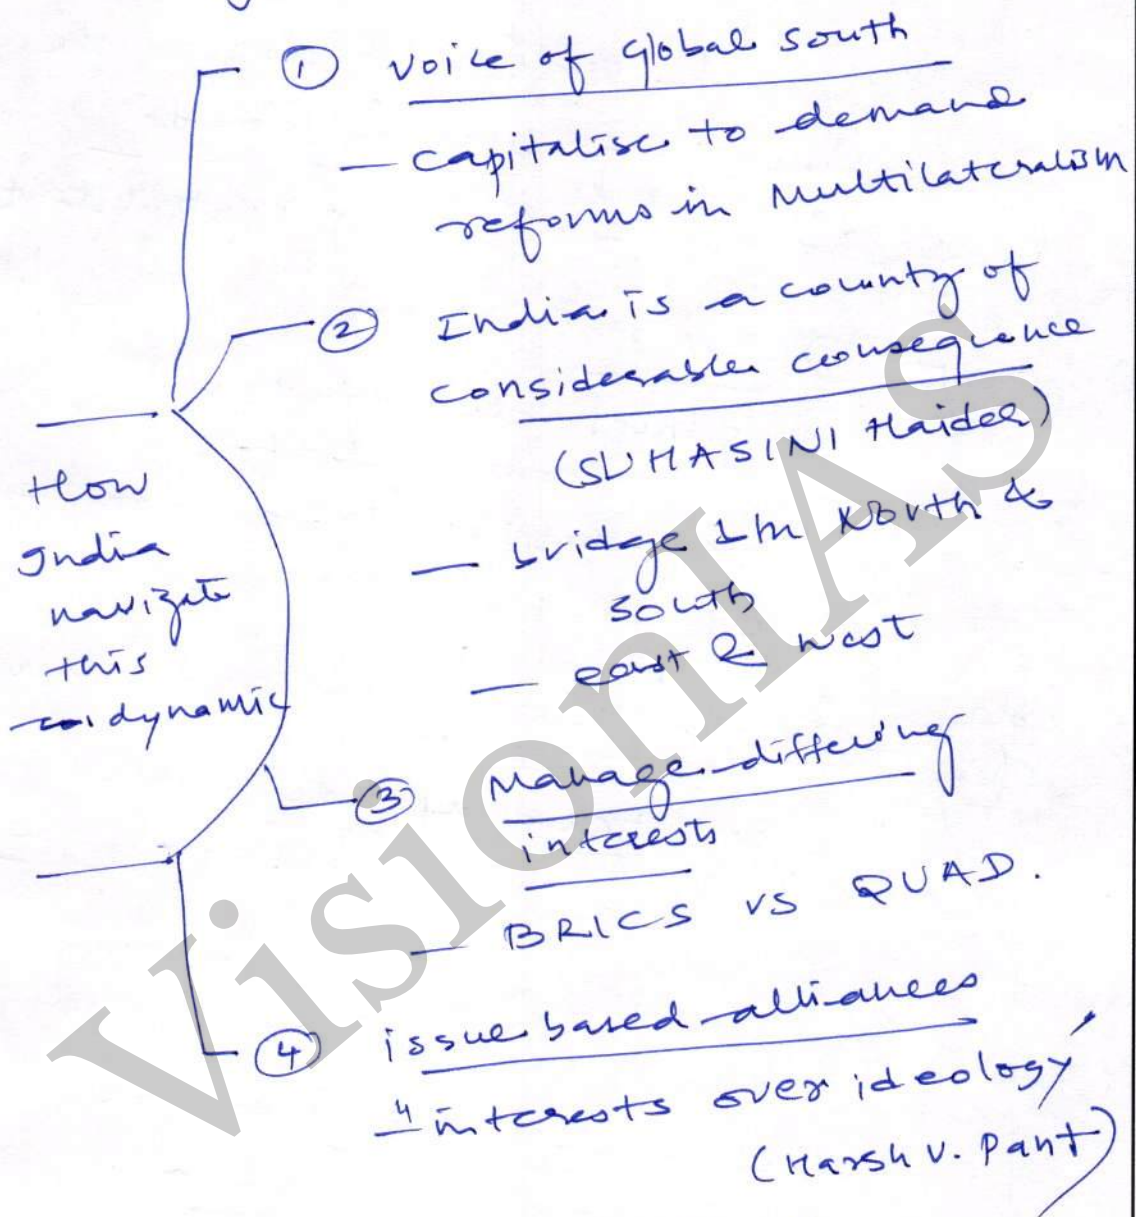 ① voice of global south
— capitalise to demand
reforms in Multilateralism
② India is a country of
considerable consequence
(SUHASINI Haider)
— bridge b/n North &
south
— east & west
How
India
navigate
this
dynamic
③ Manage differing
interests
— BRICS vs QUAD.
④ issue based alliances
— "interests over ideology"
(Harsh V. Pant)
VisionIAS